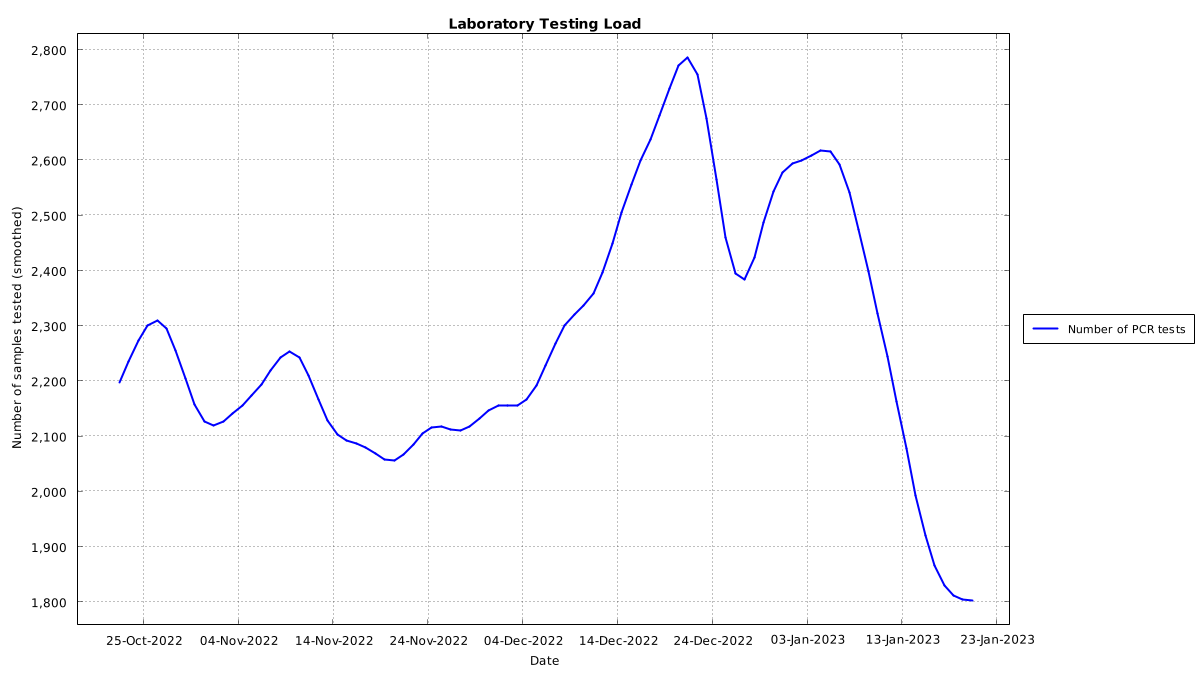 Laboratory Testing Load
Number of samples tested (smoothed)
2,800
2,700
2,600
2,500
2,400
2,300
2,200
2,100
2,000
1,900
1,800
25-Oct-2022
04-Nov-2022
14-Nov-2022
24-Nov-2022
04-Dec-2022
14-Dec-2022
24-Dec-2022
03-Jan-2023
13-Jan-2023
23-Jan-2023
Date
Number of PCR tests